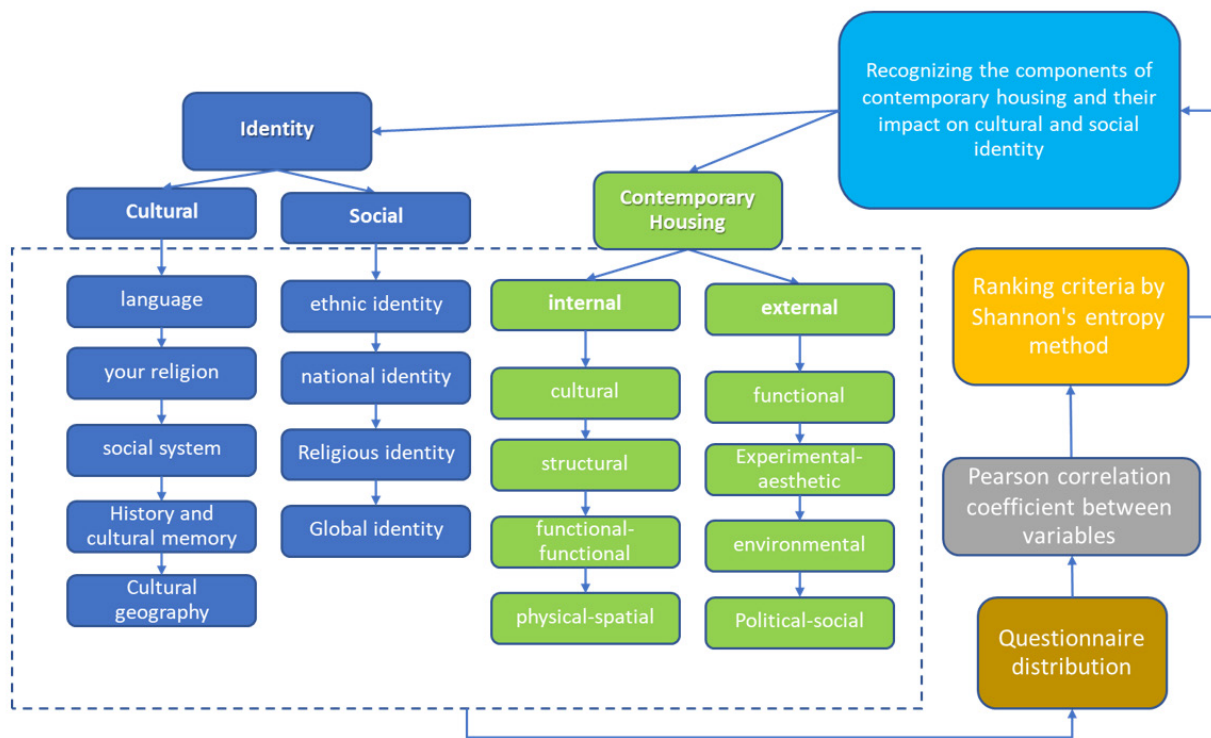 Recognizing the components of
contemporary housing and their
impact on cultural and social
identity
Identity
Cultural
Social
Contemporary
Housing
language
your religion
social system
History and
cultural memory
Cultural
geography
ethnic identity
national identity
Religious identity
Global identity
internal
cultural
structural
functional-
functional
physical-spatial
external
functional
Experimental-
aesthetic
environmental
Political-social
Ranking criteria by
Shannon's entropy
method
Pearson correlation
coefficient between
variables
Questionnaire
distribution